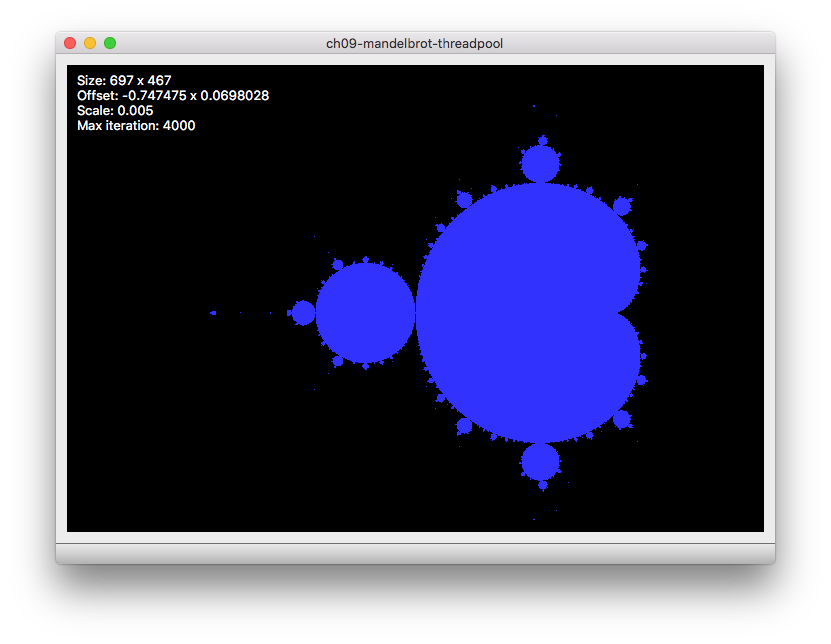 ch09-mandelbrot-threadpool
Size: 697 x 467
Offset: -0.747475 x 0.0698028
Scale: 0.005
Max iteration: 4000